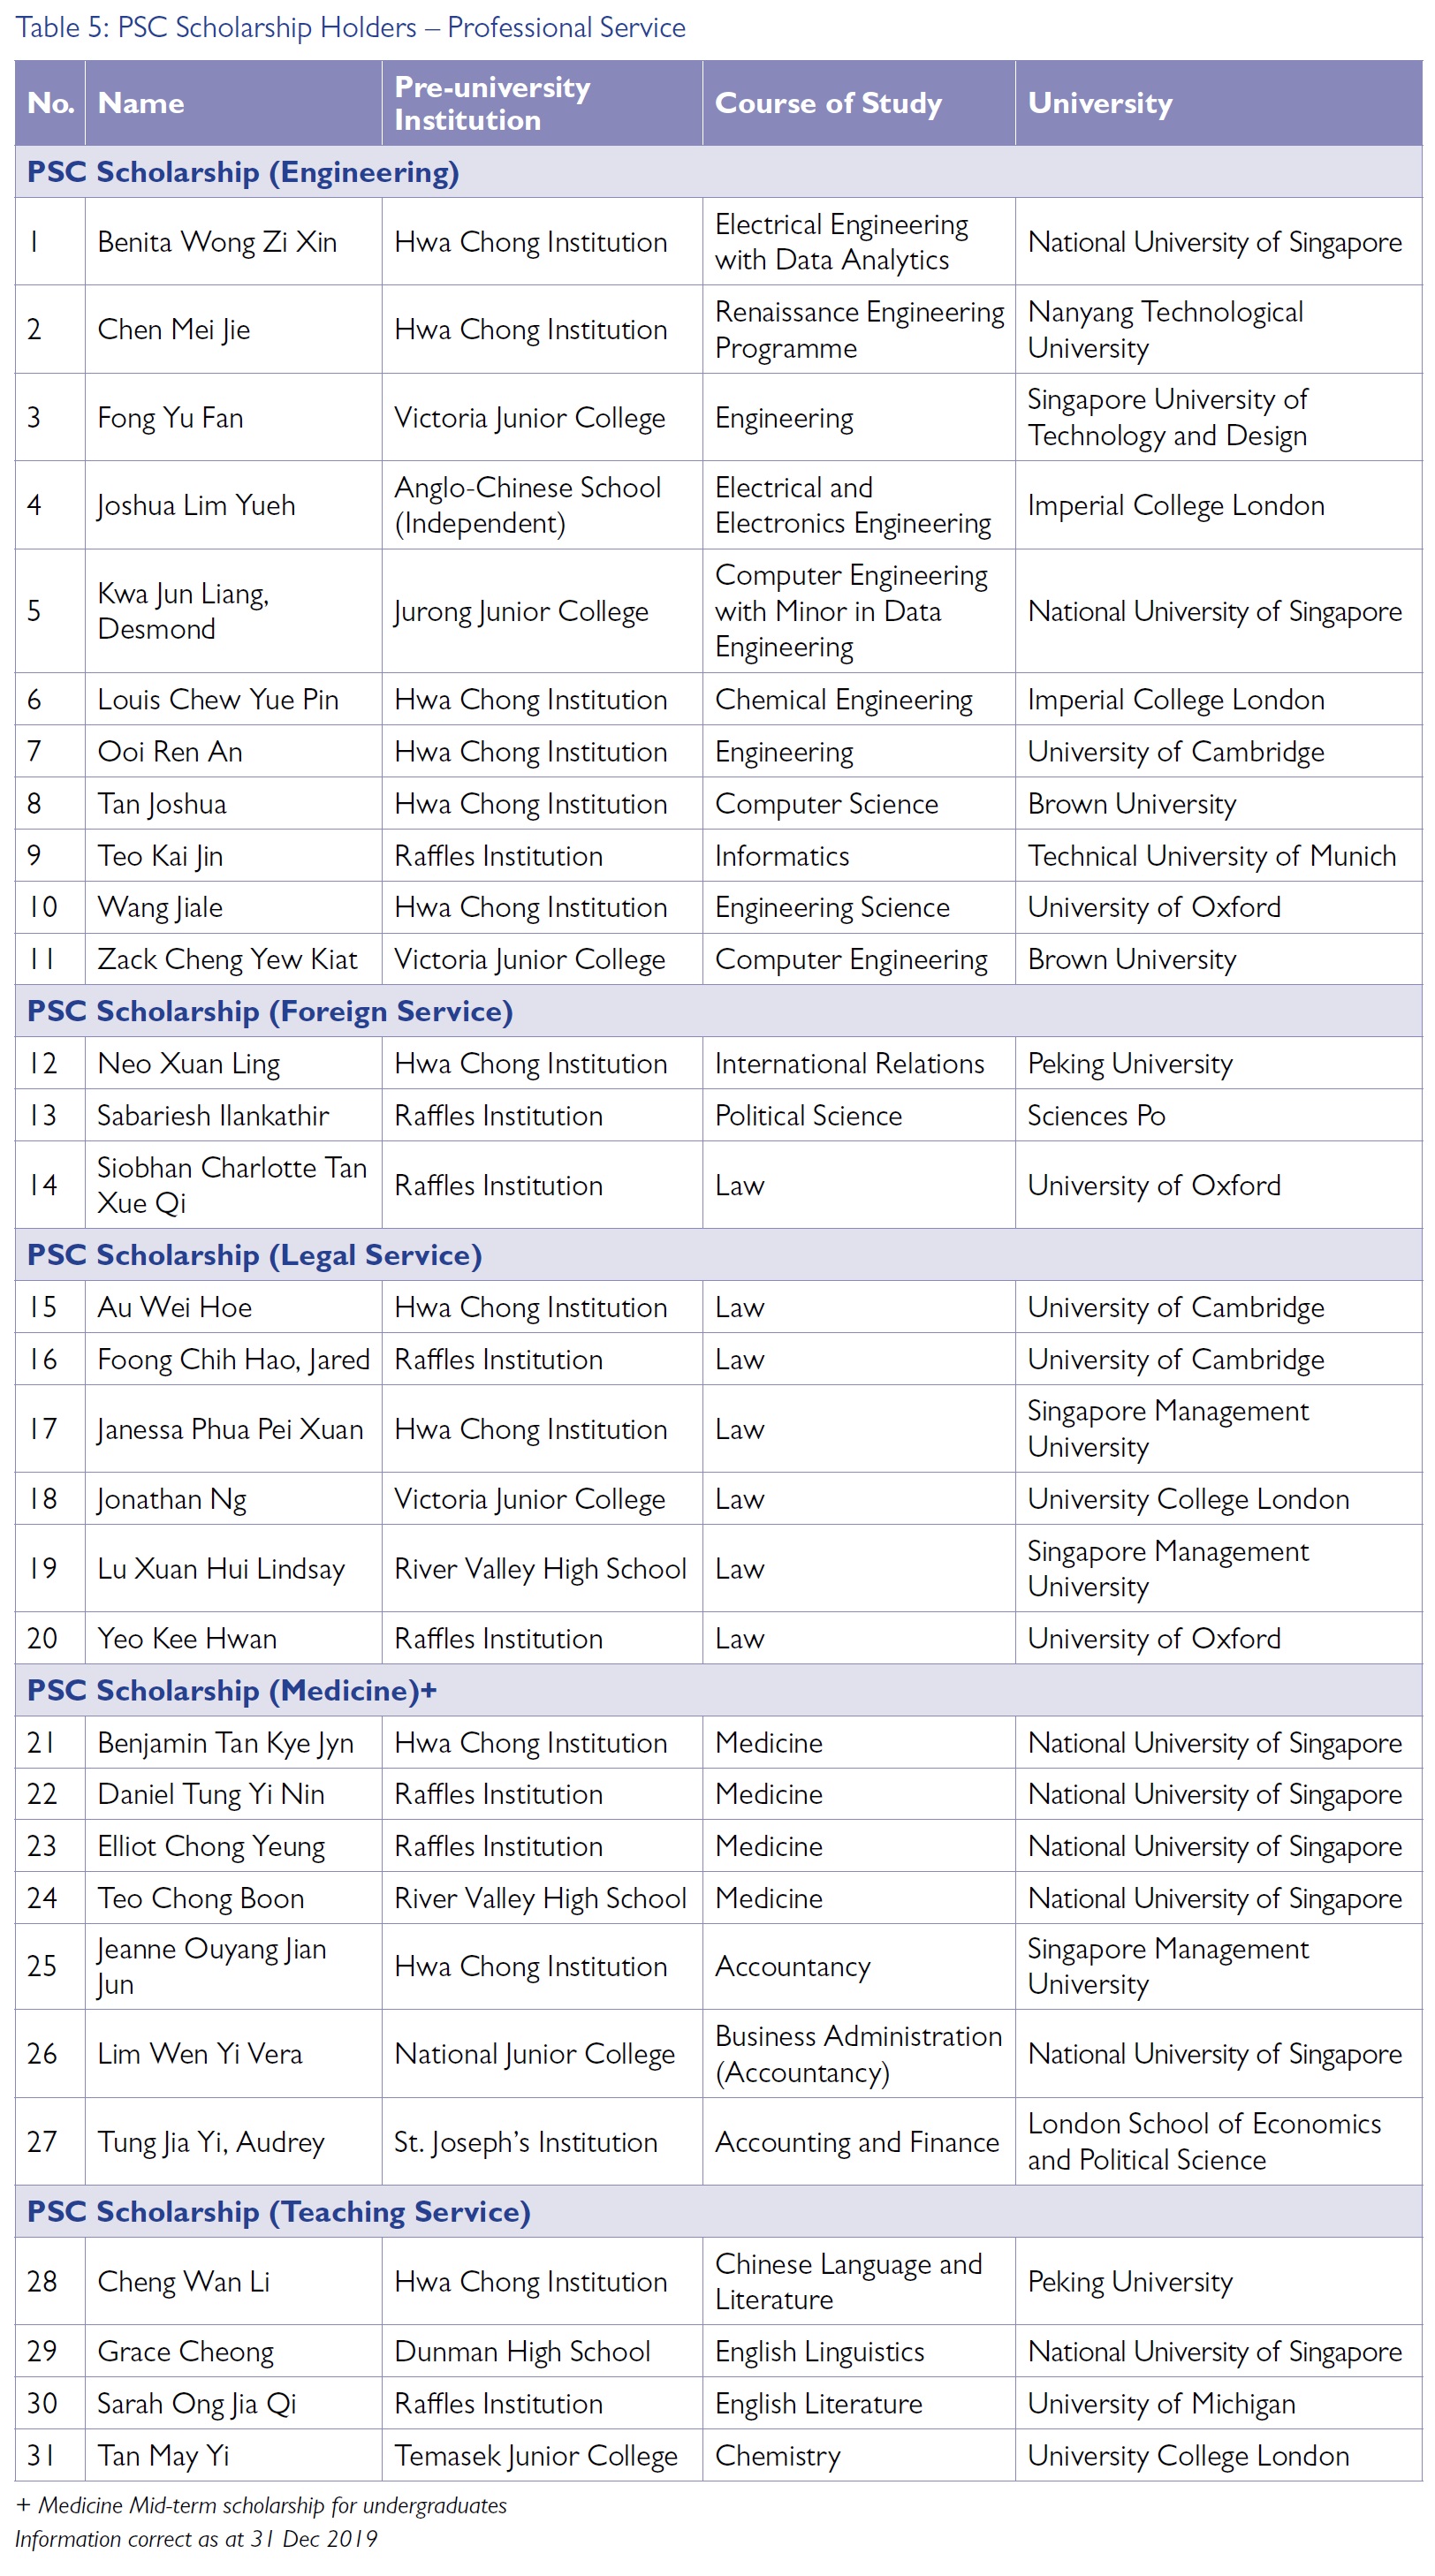 Table 5: PSC Scholarship Holders – Professional Service
No. Name Pre-university Institution Course of Study University
PSC Scholarship (Engineering)
1 Benita Wong Zi Xin Hwa Chong Institution Electrical Engineering with Data Analytics National University of Singapore
2 Chen Mei Jie Hwa Chong Institution Renaissance Engineering Programme Nanyang Technological University
3 Fong Yu Fan Victoria Junior College Engineering Singapore University of Technology and Design
4 Joshua Lim Yueh Anglo-Chinese School (Independent) Electrical and Electronics Engineering Imperial College London
5 Kwa Jun Liang, Desmond Jurong Junior College Computer Engineering with Minor in Data Engineering National University of Singapore
6 Louis Chew Yue Pin Hwa Chong Institution Chemical Engineering Imperial College London
7 Ooi Ren An Hwa Chong Institution Engineering University of Cambridge
8 Tan Joshua Hwa Chong Institution Computer Science Brown University
9 Teo Kai Jin Raffles Institution Informatics Technical University of Munich
10 Wang Jiale Hwa Chong Institution Engineering Science University of Oxford
11 Zack Cheng Yew Kiat Victoria Junior College Computer Engineering Brown University
PSC Scholarship (Foreign Service)
12 Neo Xuan Ling Hwa Chong Institution International Relations Peking University
13 Sabariesh Ilankathir Raffles Institution Political Science Sciences Po
14 Siobhan Charlotte Tan Xue Qi Raffles Institution Law University of Oxford
PSC Scholarship (Legal Service)
15 Au Wei Hoe Hwa Chong Institution Law University of Cambridge
16 Foong Chih Hao, Jared Raffles Institution Law University of Cambridge
17 Janessa Phua Pei Xuan Hwa Chong Institution Law Singapore Management University
18 Jonathan Ng Victoria Junior College Law University College London
19 Lu Xuan Hui Lindsay River Valley High School Law Singapore Management University
20 Yeo Kee Hwan Raffles Institution Law University of Oxford
PSC Scholarship (Medicine)+
21 Benjamin Tan Kye Jyn Hwa Chong Institution Medicine National University of Singapore
22 Daniel Tung Yi Nin Raffles Institution Medicine National University of Singapore
23 Elliot Chong Yeung Raffles Institution Medicine National University of Singapore
24 Teo Chong Boon River Valley High School Medicine National University of Singapore
25 Jeanne Ouyang Jian Jun Hwa Chong Institution Accountancy Singapore Management University
26 Lim Wen Yi Vera National Junior College Business Administration (Accountancy) National University of Singapore
27 Tung Jia Yi, Audrey St. Joseph’s Institution Accounting and Finance London School of Economics and Political Science
PSC Scholarship (Teaching Service)
28 Cheng Wan Li Hwa Chong Institution Chinese Language and Literature Peking University
29 Grace Cheong Dunman High School English Linguistics National University of Singapore
30 Sarah Ong Jia Qi Raffles Institution English Literature University of Michigan
31 Tan May Yi Temasek Junior College Chemistry University College London
+ Medicine Mid-term scholarship for undergraduates
Information correct as at 31 Dec 2019